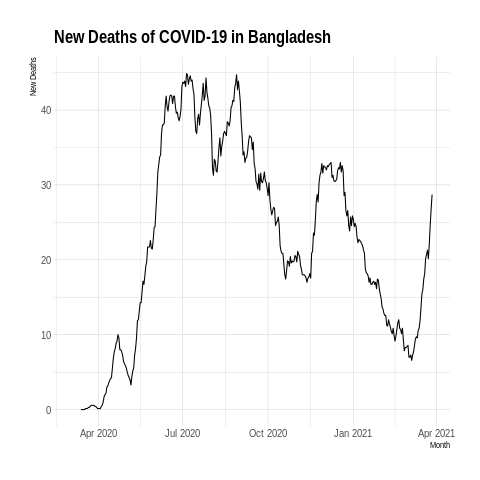 New Deaths of COVID-19 in Bangladesh
New Deaths
40
30
20
10
0
Apr 2020 Jul 2020 Oct 2020 Jan 2021 Apr 2021
Month